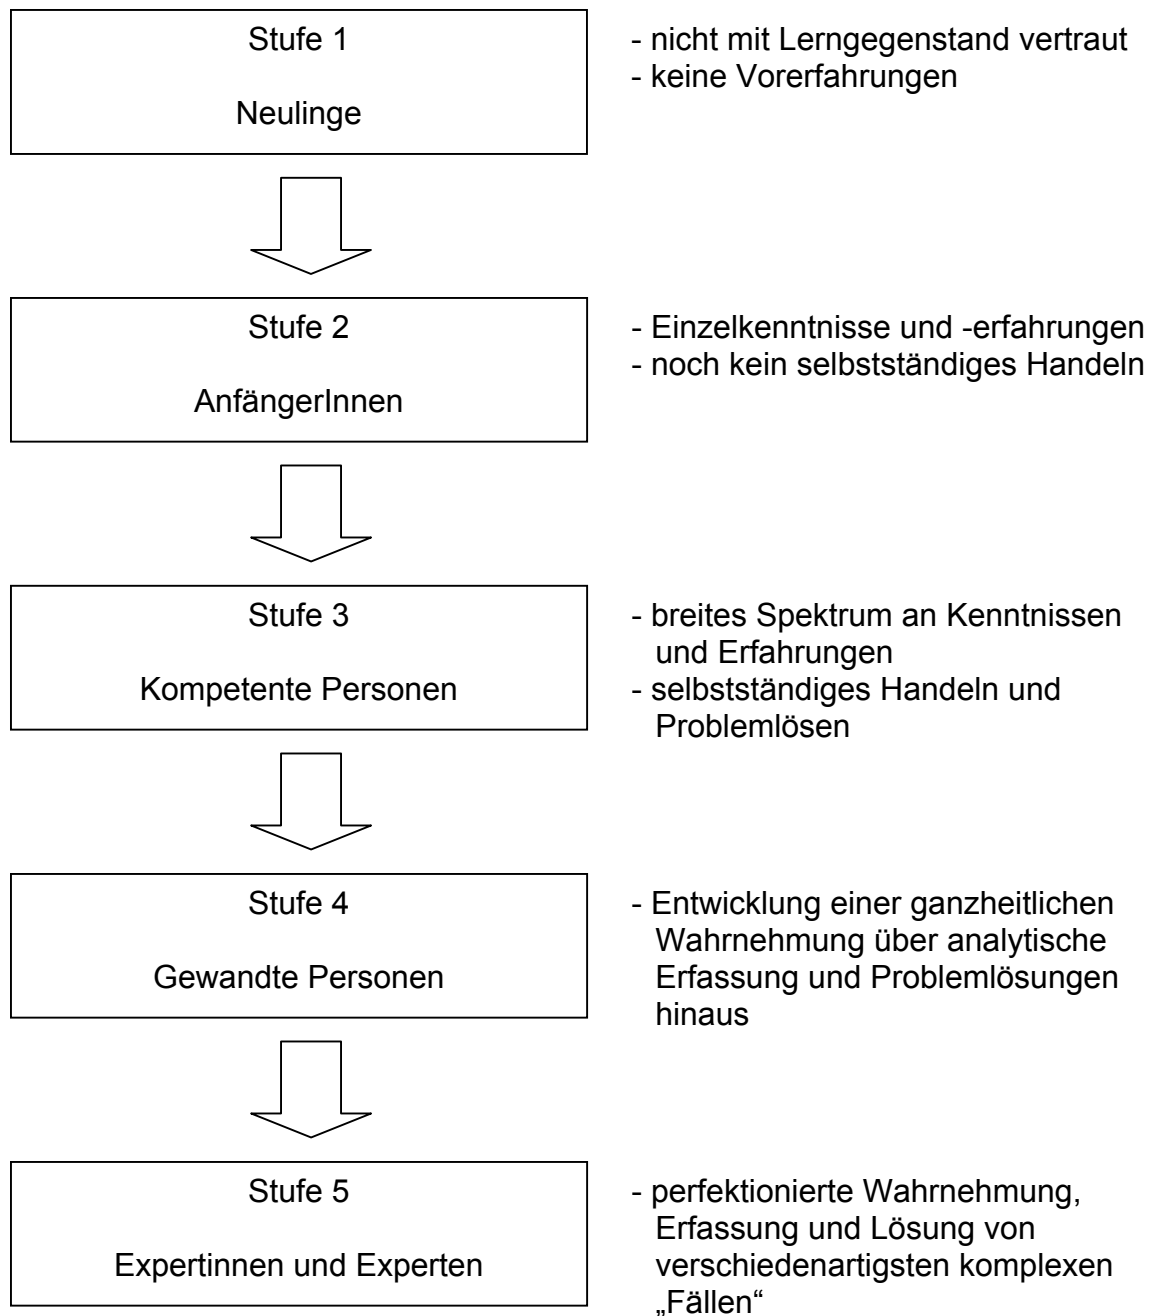 Stufe 1
Neulinge
- nicht mit Lerngegenstand vertraut
- keine Vorerfahrungen
Stufe 2
AnfängerInnen
- Einzelkenntnisse und -erfahrungen
- noch kein selbstständiges Handeln
Stufe 3
Kompetente Personen
- breites Spektrum an Kenntnissen
und Erfahrungen
- selbstständiges Handeln und
Problemlösen
Stufe 4
Gewandte Personen
- Entwicklung einer ganzheitlichen
Wahrnehmung über analytische
Erfassung und Problemlösungen
hinaus
Stufe 5
Expertinnen und Experten
- perfektionierte Wahrnehmung,
Erfassung und Lösung von
verschiedenartigsten komplexen
„Fällen“